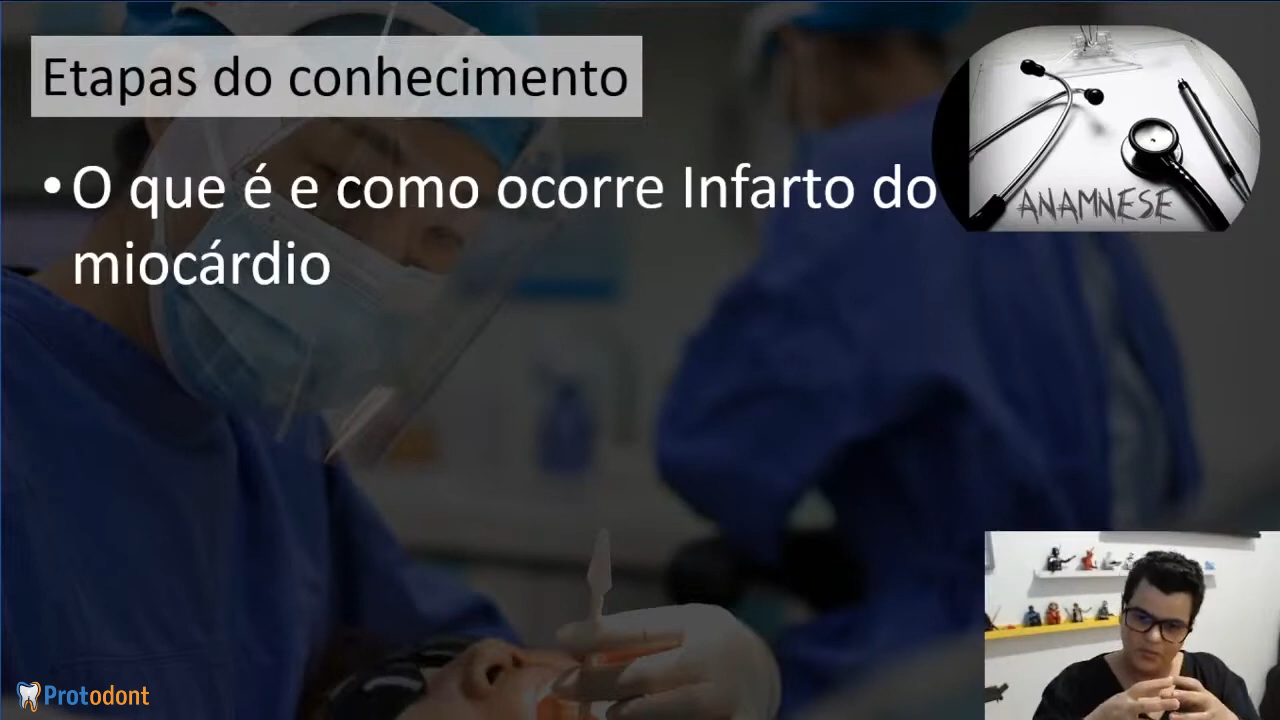 Etapas do conhecimento
• O que é e como ocorre Infarto do
miocárdio
ANAMNESE
Protodont